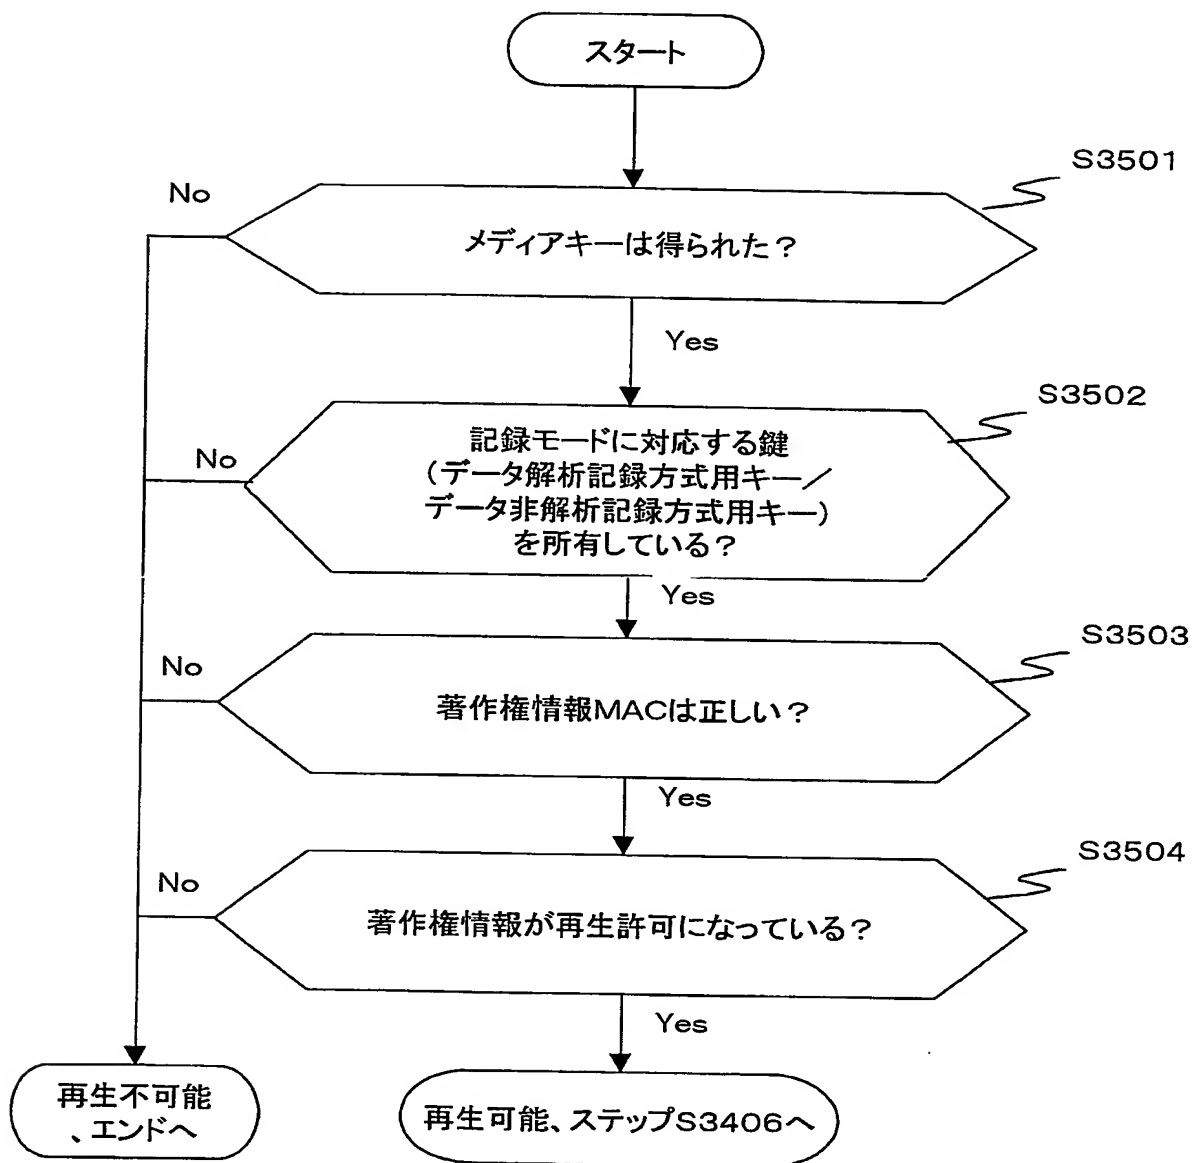 スタート
S3501
No
メディアキーは得られた?
Yes
S3502
No
記録モードに対応する鍵
(データ解析記録方式用キー/
データ非解析記録方式用キー)
を所有している?
Yes
S3503
No
著作権情報MACは正しい?
Yes
S3504
No
著作権情報が再生許可になっている?
Yes
再生不可能
、エンドへ
再生可能、ステップS3406へ